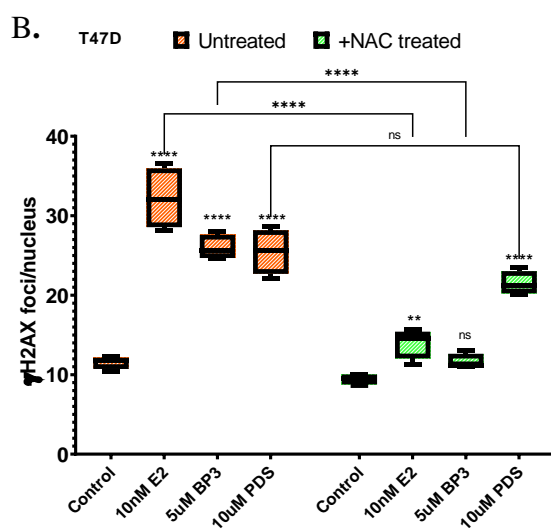 B.
T47D
Untreated
+NAC treated
****
****
ns
****
****
****
**
ns
****
γH2AX foci/nucleus
40
30
20
10
0
Control
10nM E2
5uM BP3
10uM PDS
Control
10nM E2
5uM BP3
10uM PDS